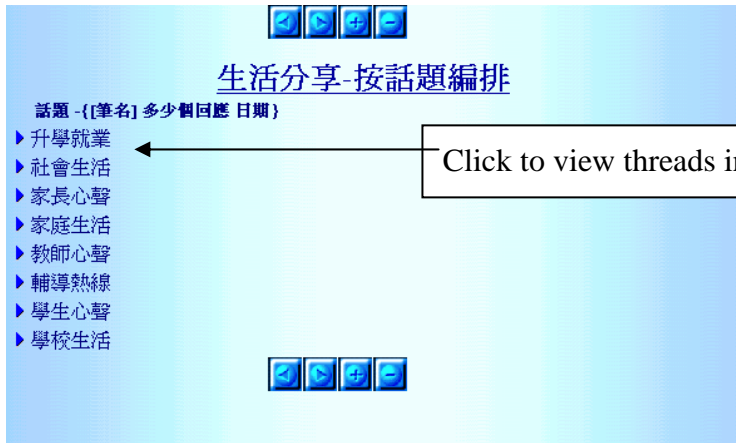 生活分享-按話題編排
話題 -{[筆名] 多少個回應 日期}
升學就業
Click to view threads in
社會生活
家長心聲
家庭生活
教師心聲
輔導熱線
學生心聲
學校生活